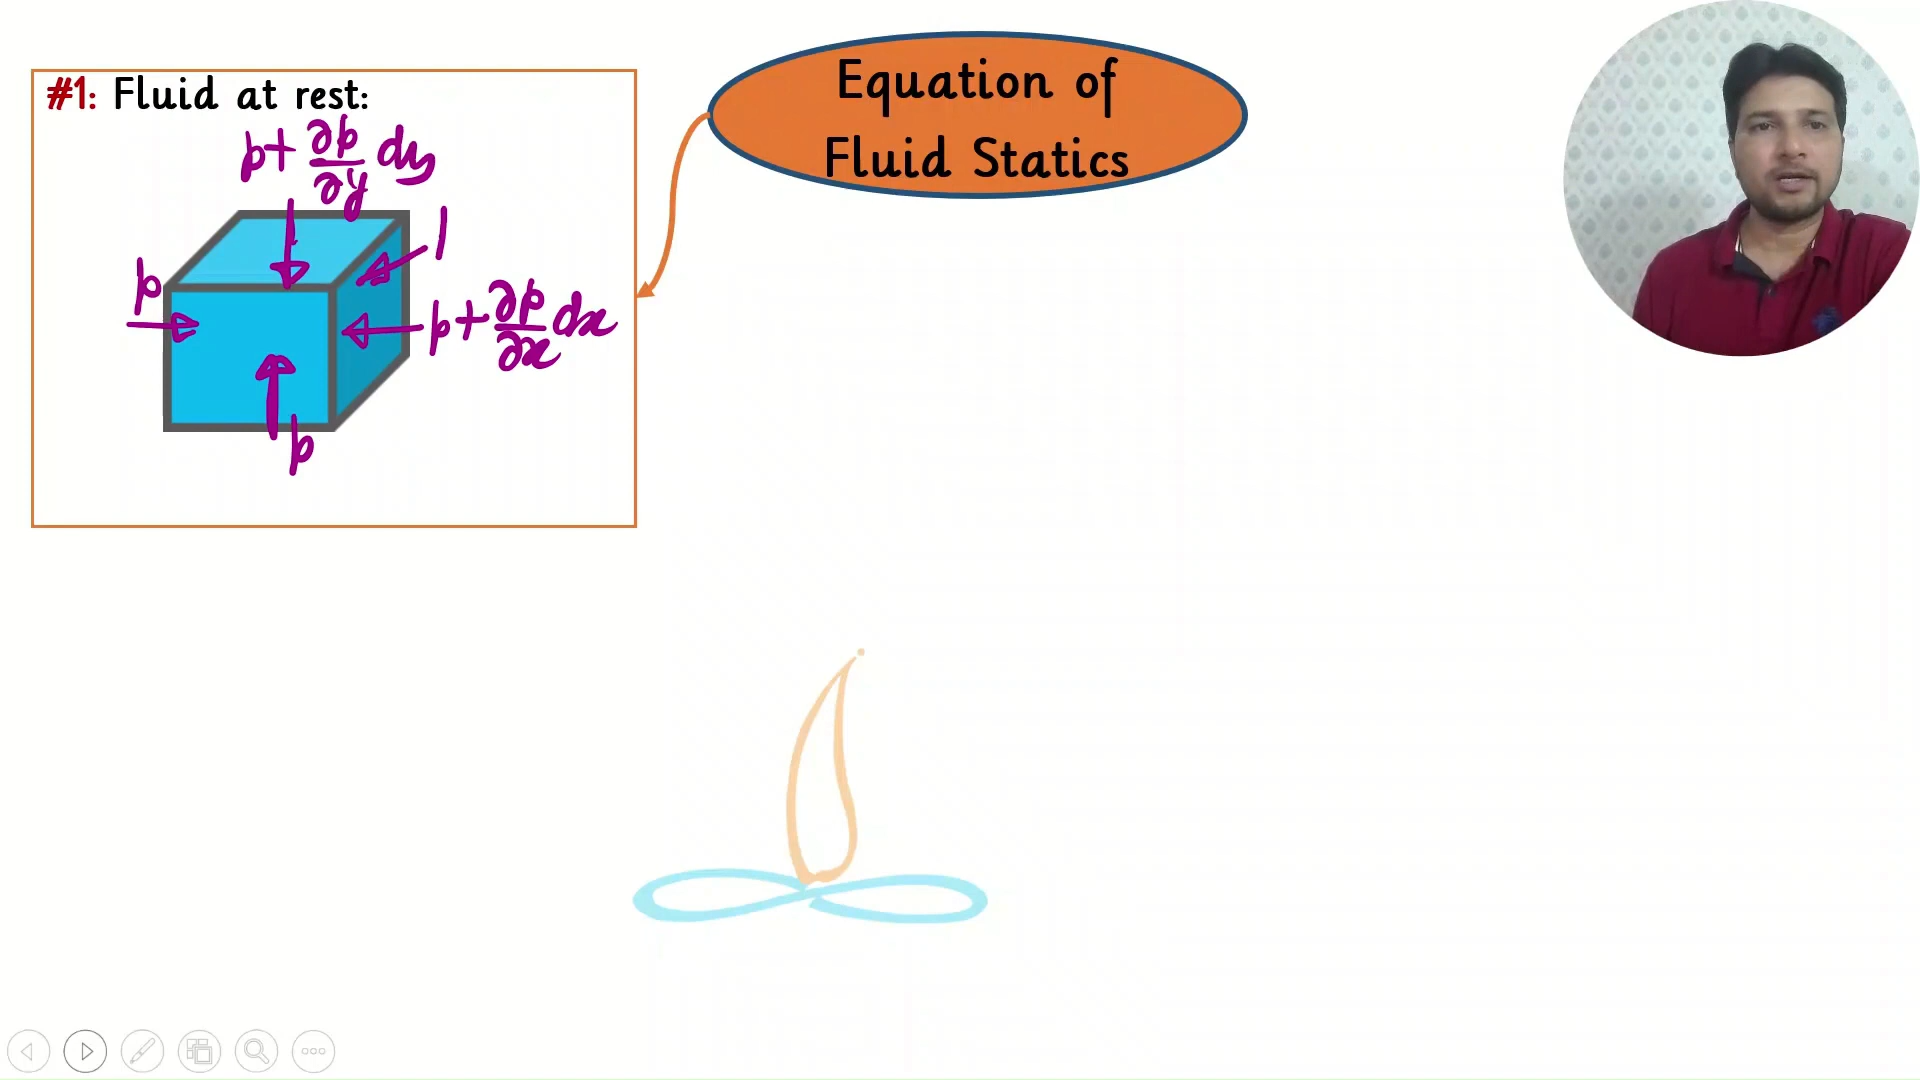 Equation of
Fluid Statics
#1: Fluid at rest:
p+ ∂p/∂y dy
p
p+ ∂p/∂x dx
p